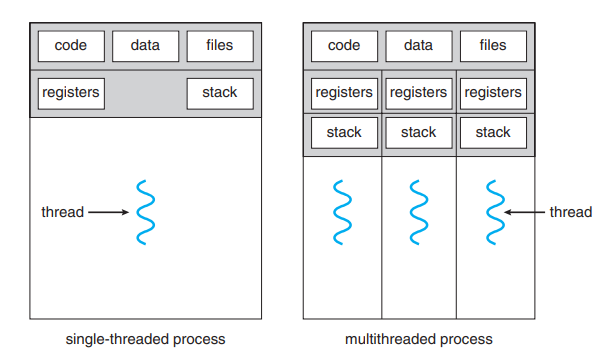 code data files
registers stack
thread
single-threaded process
code data files
registers registers registers
stack stack stack
thread
multithreaded process